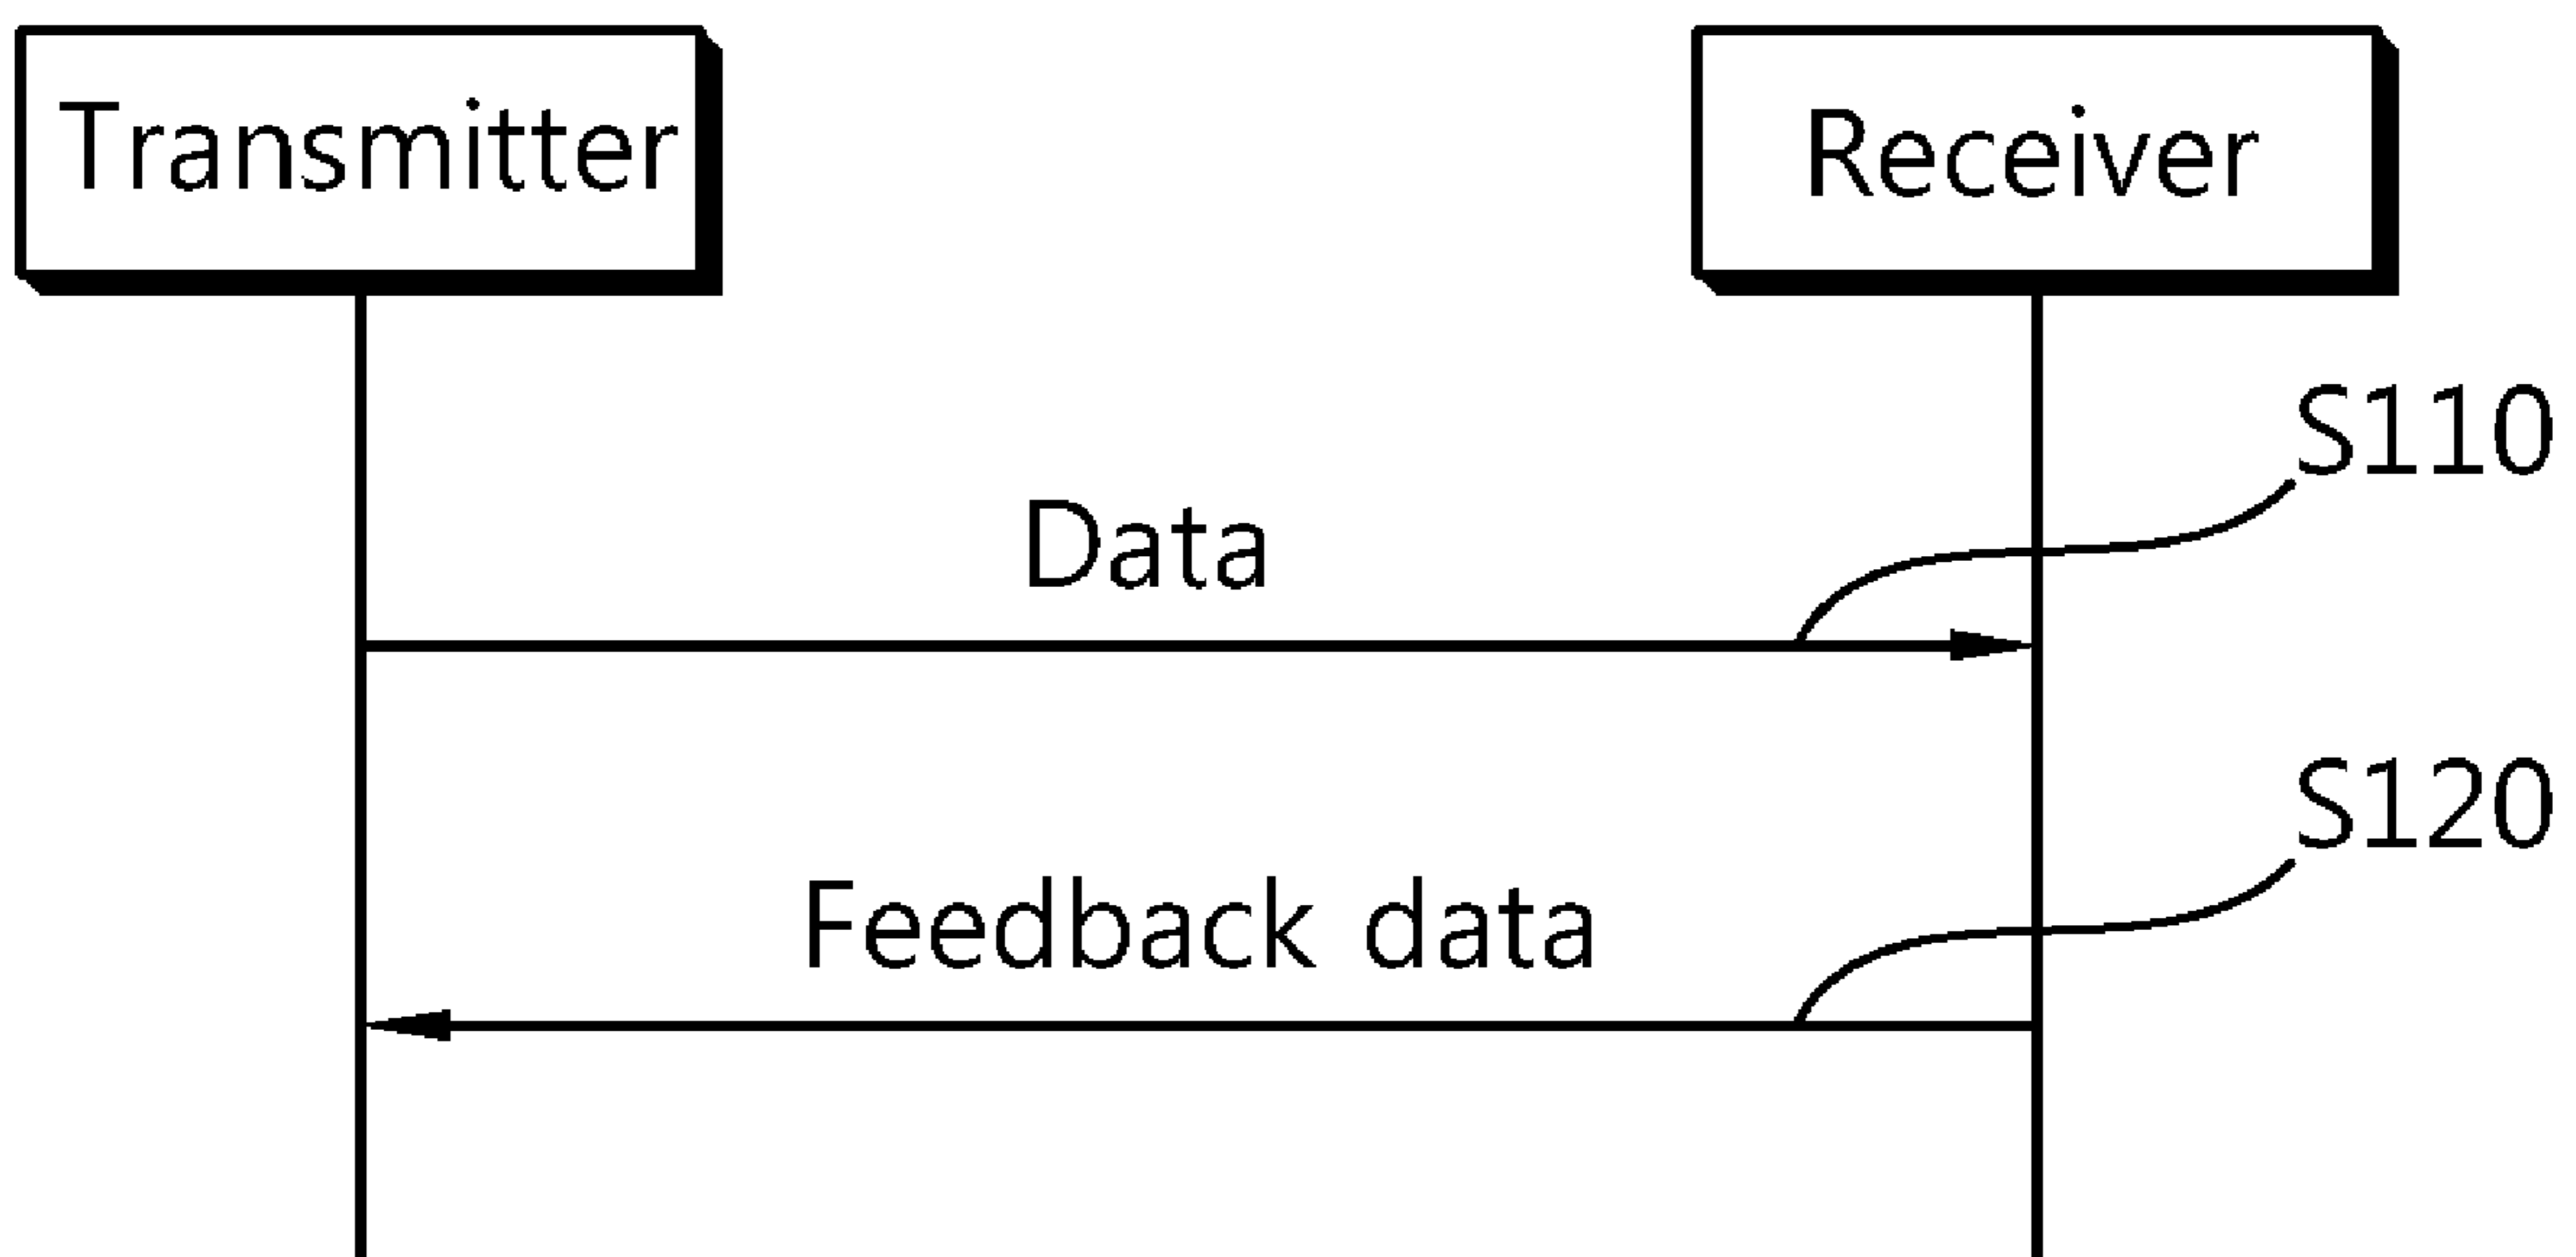 Transmitter
Receiver
S110
Data
S120
Feedback data